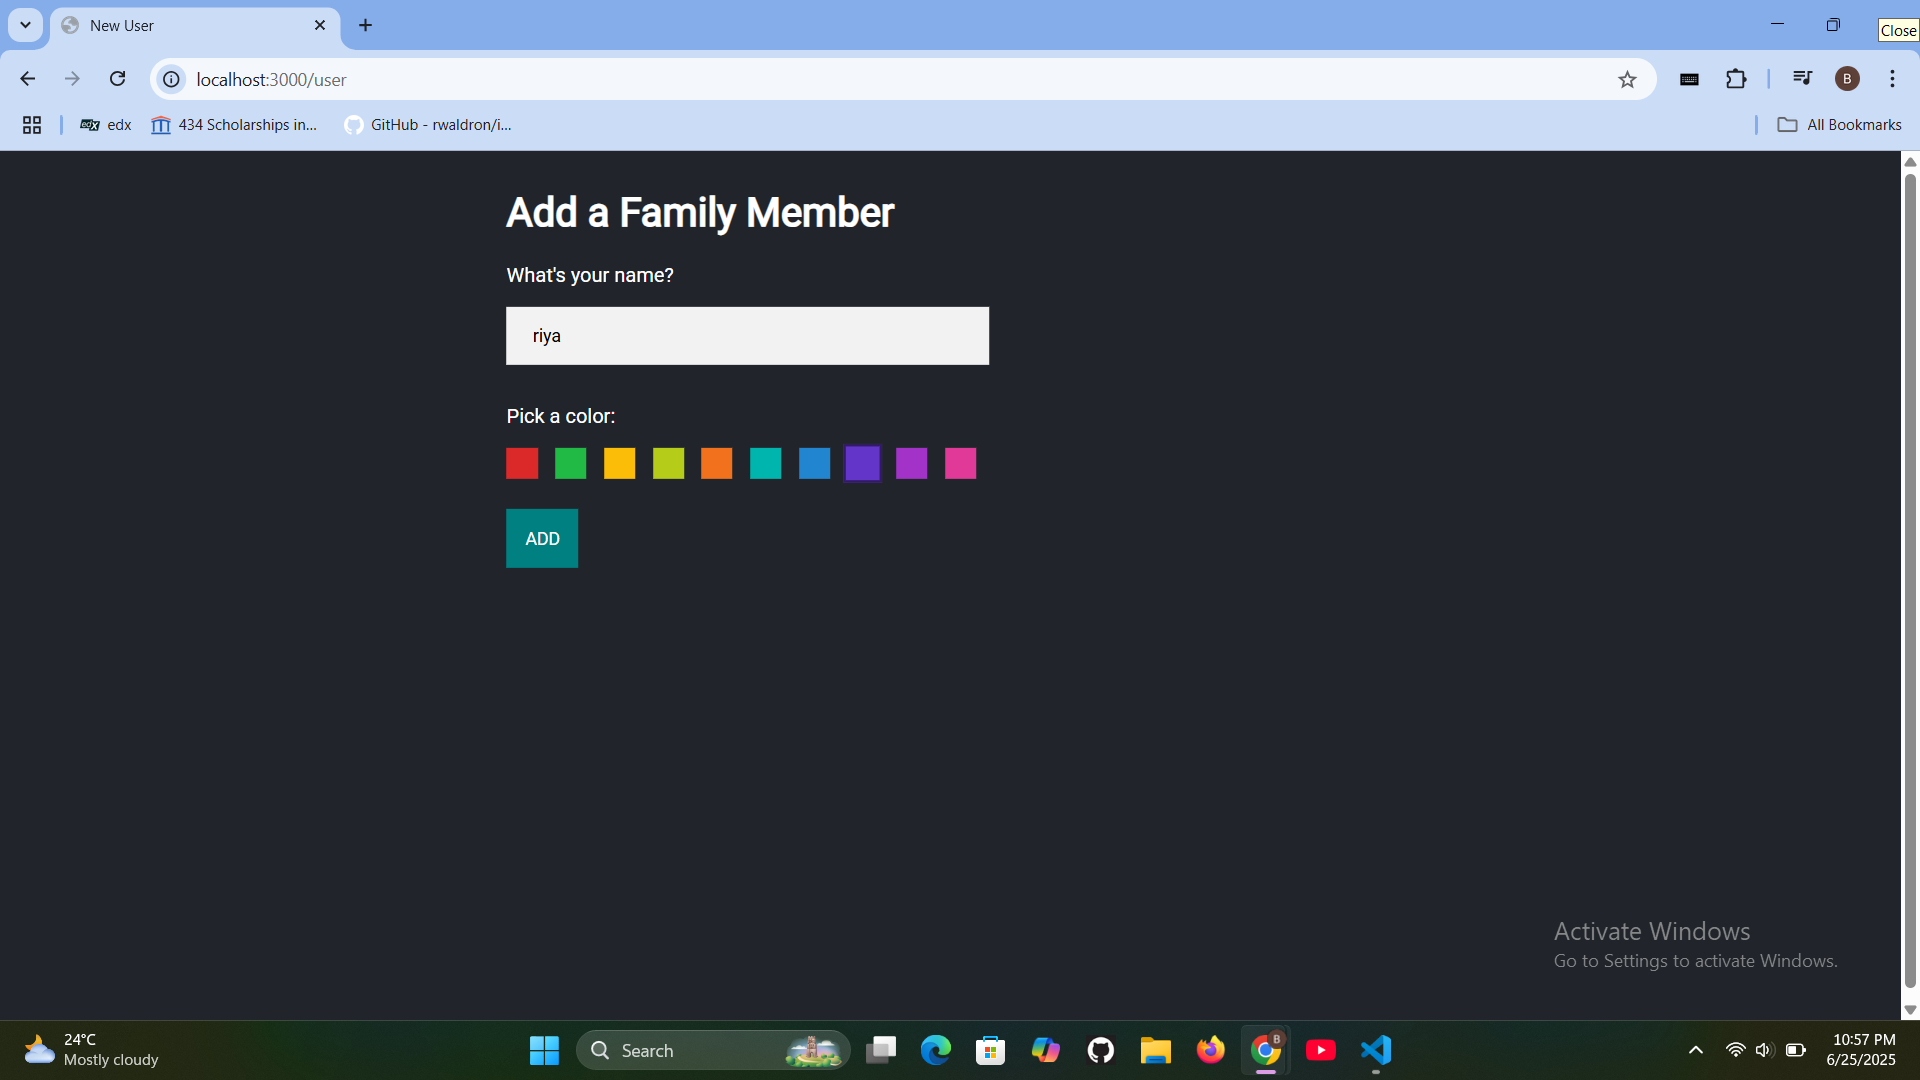 New User
Close
localhost:3000/user
B
edx
434 Scholarships in...
GitHub - rwaldron/i...
All Bookmarks
Add a Family Member
What's your name?
riya
Pick a color:
ADD
Activate Windows
Go to Settings to activate Windows.
24°C
Mostly cloudy
Search
B
10:57 PM
6/25/2025